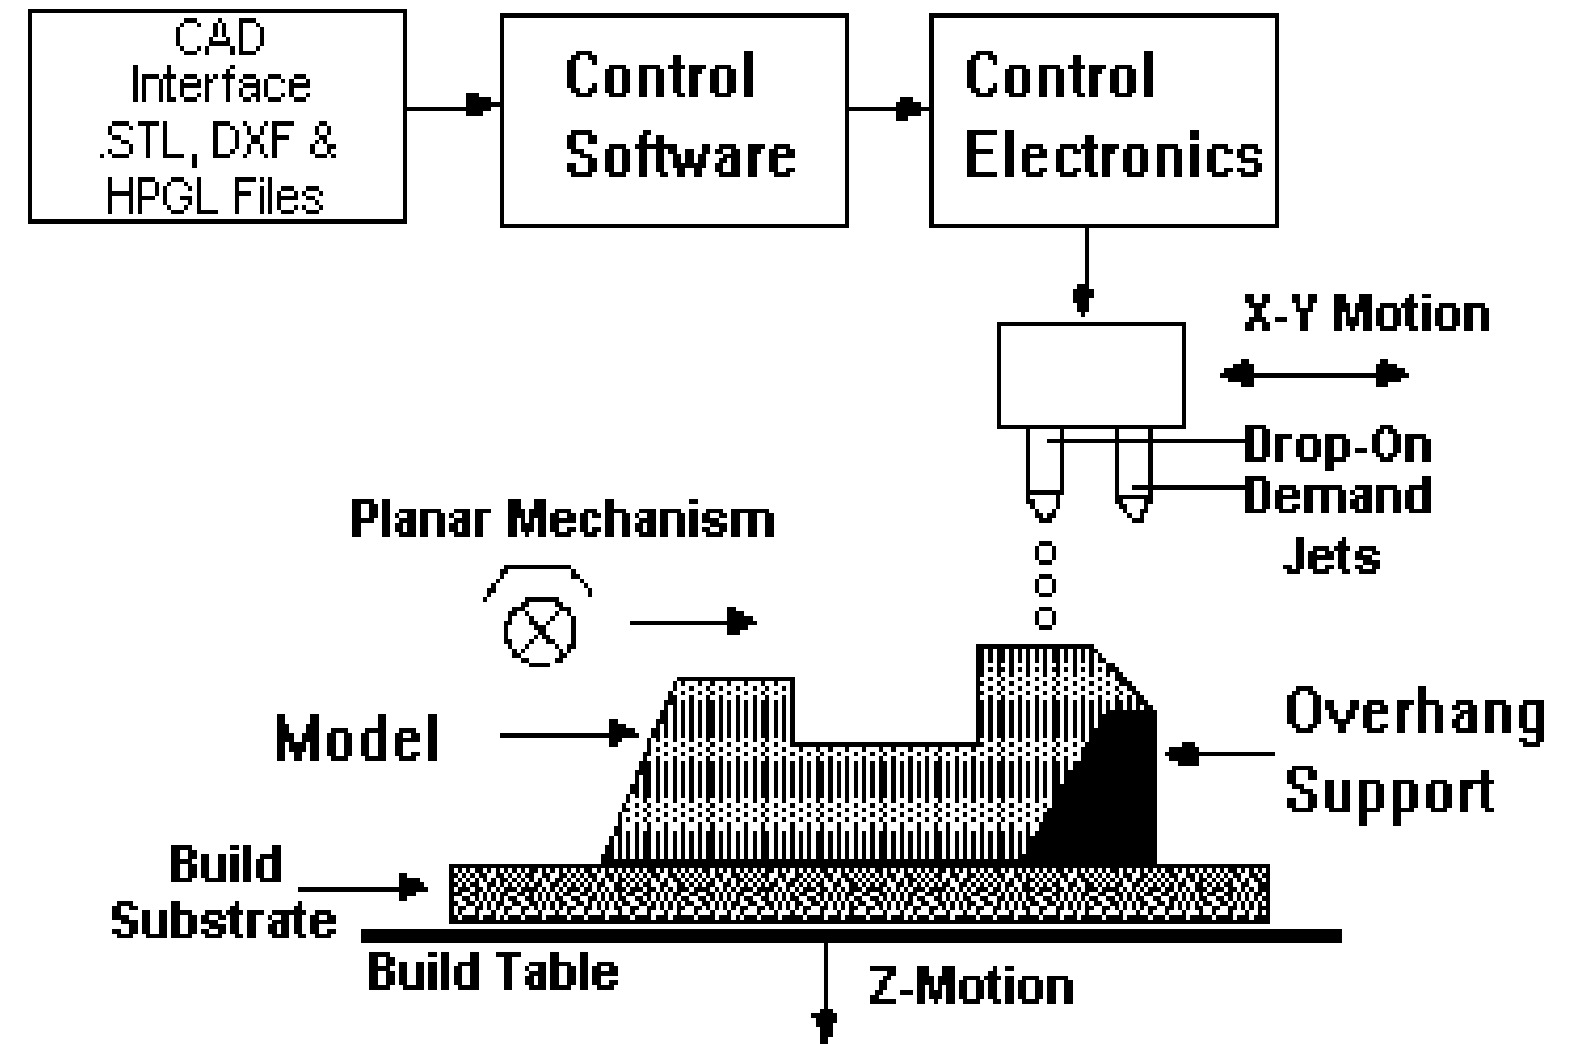 CAD
Interface
.STL, DXF &
HPGL Files
Control
Software
Control
Electronics
X-Y Motion
Drop-On
Demand
Jets
Planar Mechanism
Model
Overhang
Support
Build
Substrate
Build Table
Z-Motion